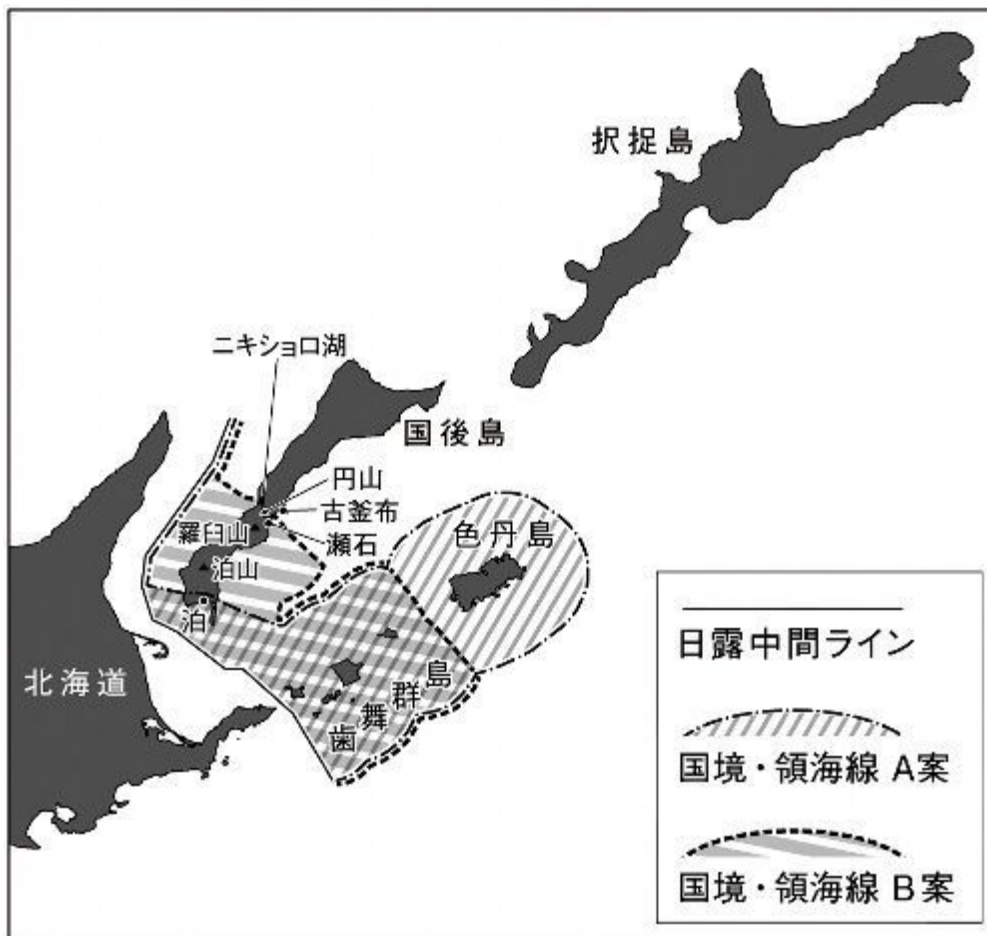 択捉島
ニキショロ湖
国後島
円山
古釜布
羅臼山
瀬石
色丹島
泊山
泊
北海道
歯舞群島
日露中間ライン
国境・領海線 A案
国境・領海線 B案